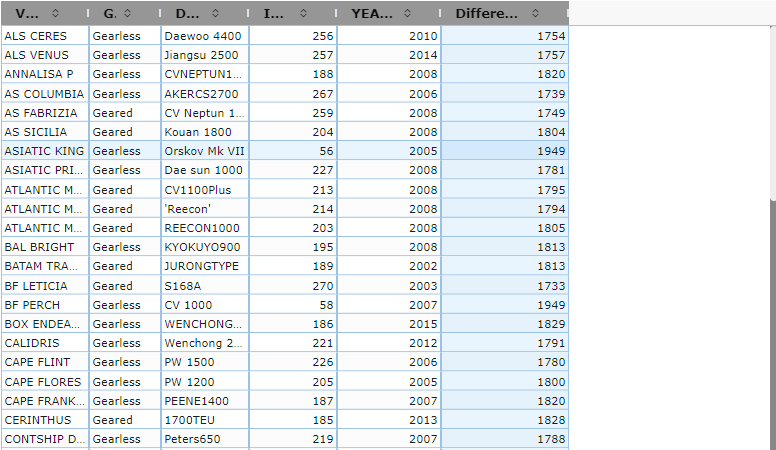 V... G. D... I... YEA... Differe...
ALS CERES Gearless Daewoo 4400 256 2010 1754
ALS VENUS Gearless Jiangsu 2500 257 2014 1757
ANNALISA P Gearless CVNEPTUN1... 188 2008 1820
AS COLUMBIA Gearless AKERCS2700 267 2006 1739
AS FABRIZIA Geared CV Neptun 1... 259 2008 1749
AS SICILIA Geared Kouan 1800 204 2008 1804
ASIATIC KING Gearless Orskov Mk VII 56 2005 1949
ASIATIC PRI... Gearless Dae sun 1000 227 2008 1781
ATLANTIC M... Geared CV1100Plus 213 2008 1795
ATLANTIC M... Geared 'Reecon' 214 2008 1794
ATLANTIC M... Geared REECON1000 203 2008 1805
BAL BRIGHT Gearless KYOKUYO900 195 2008 1813
BATAM TRA... Geared JURONGTYPE 189 2002 1813
BF LETICIA Geared S168A 270 2003 1733
BF PERCH Gearless CV 1000 58 2007 1949
BOX ENDEA... Gearless WENCHONG... 186 2015 1829
CALIDRIS Gearless Wenchong 2... 221 2012 1791
CAPE FLINT Gearless PW 1500 226 2006 1780
CAPE FLORES Gearless PW 1200 205 2005 1800
CAPE FRANK... Gearless PEENE1400 187 2007 1820
CERINTHUS Geared 1700TEU 185 2013 1828
CONTSHIP D... Gearless Peters650 219 2007 1788